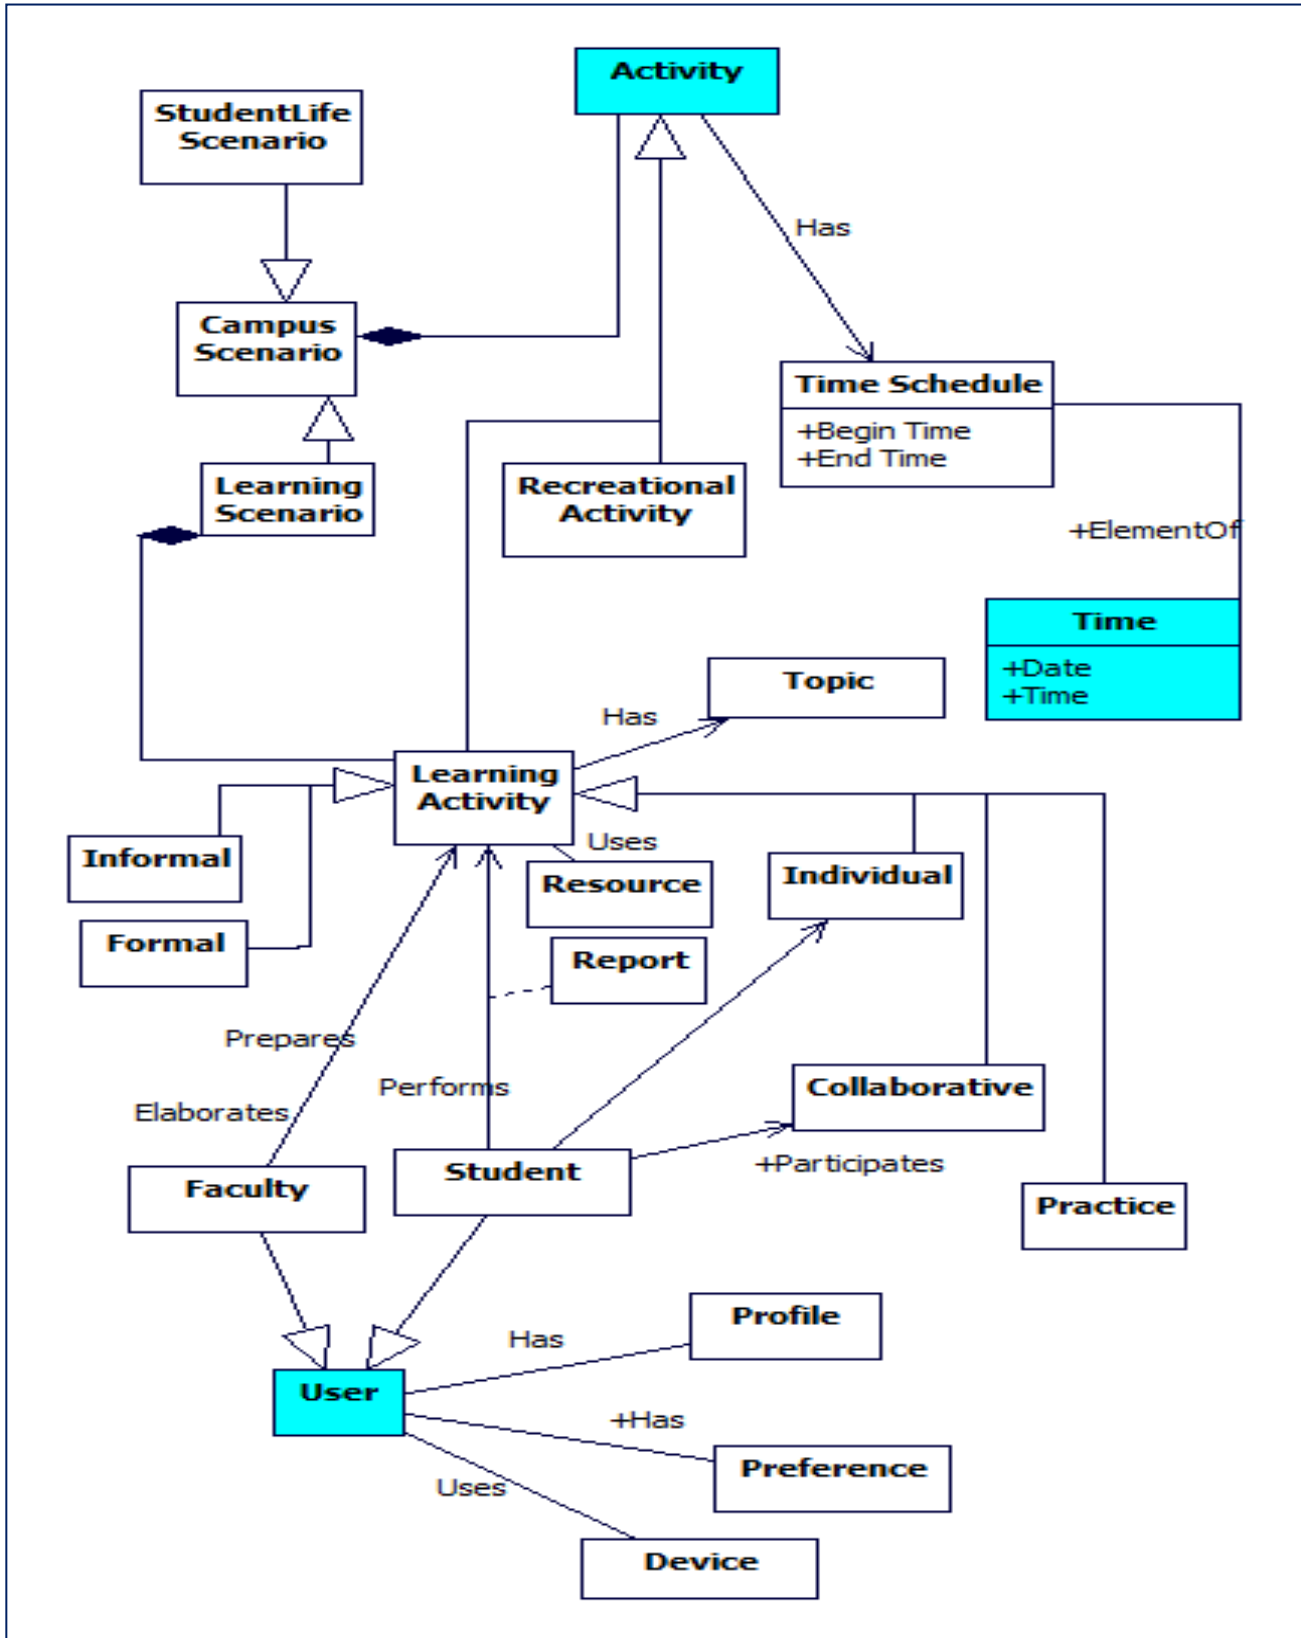 Activity
StudentLife
Scenario
Has
Campus
Scenario
Time Schedule
+Begin Time
+End Time
Learning
Scenario
Recreational
Activity
+ElementOf
Time
+Date
+Time
Topic
Has
Learning
Activity
Uses
Informal
Resource
Individual
Formal
Report
Prepares
Performs
Collaborative
Elaborates
+Participates
Faculty
Student
Practice
Profile
Has
User
+Has
Preference
Uses
Device